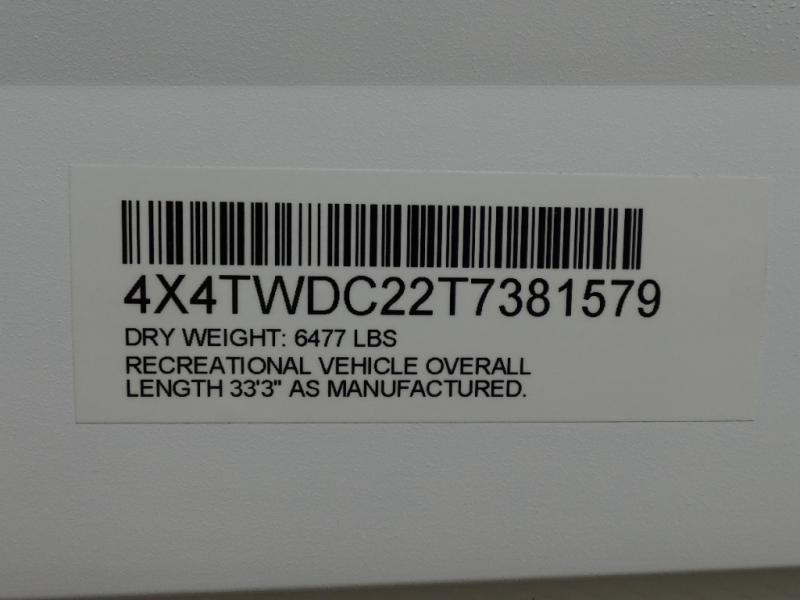 4X4TWDC22T7381579
DRY WEIGHT: 6477 LBS
RECREATIONAL VEHICLE OVERALL
LENGTH 33'3" AS MANUFACTURED.